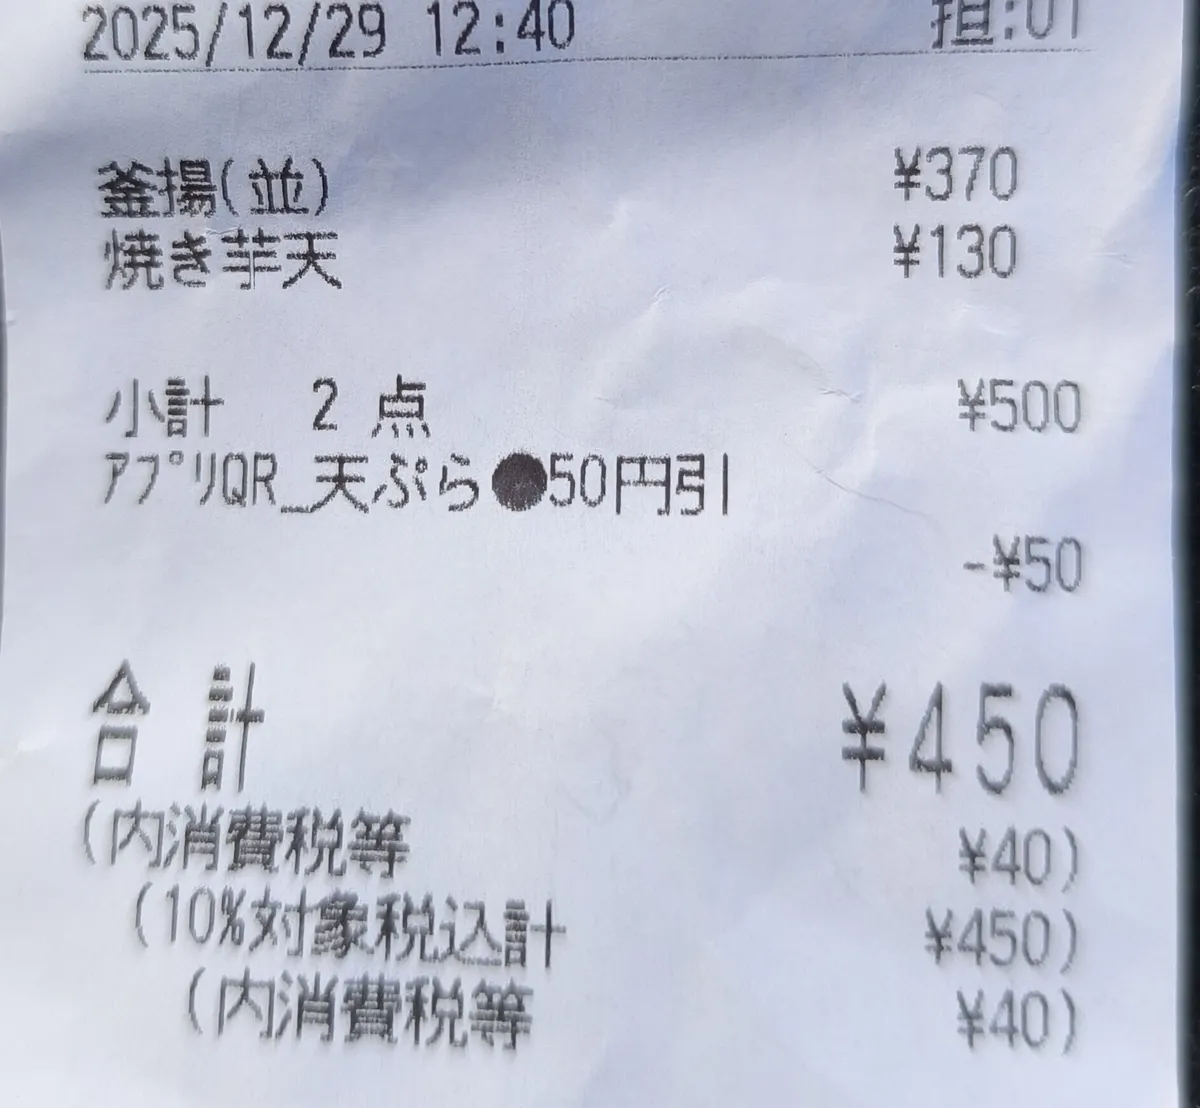 2025/12/29 12:40 担:01
釜揚(並) ¥370
焼き芋天 ¥130
小計 2 点 ¥500
ｱﾌﾟﾘQR_天ぷら●50円引
-¥50
合 計 ¥450
(内消費税等 ¥40)
(10%対象税込計 ¥450)
(内消費税等 ¥40)